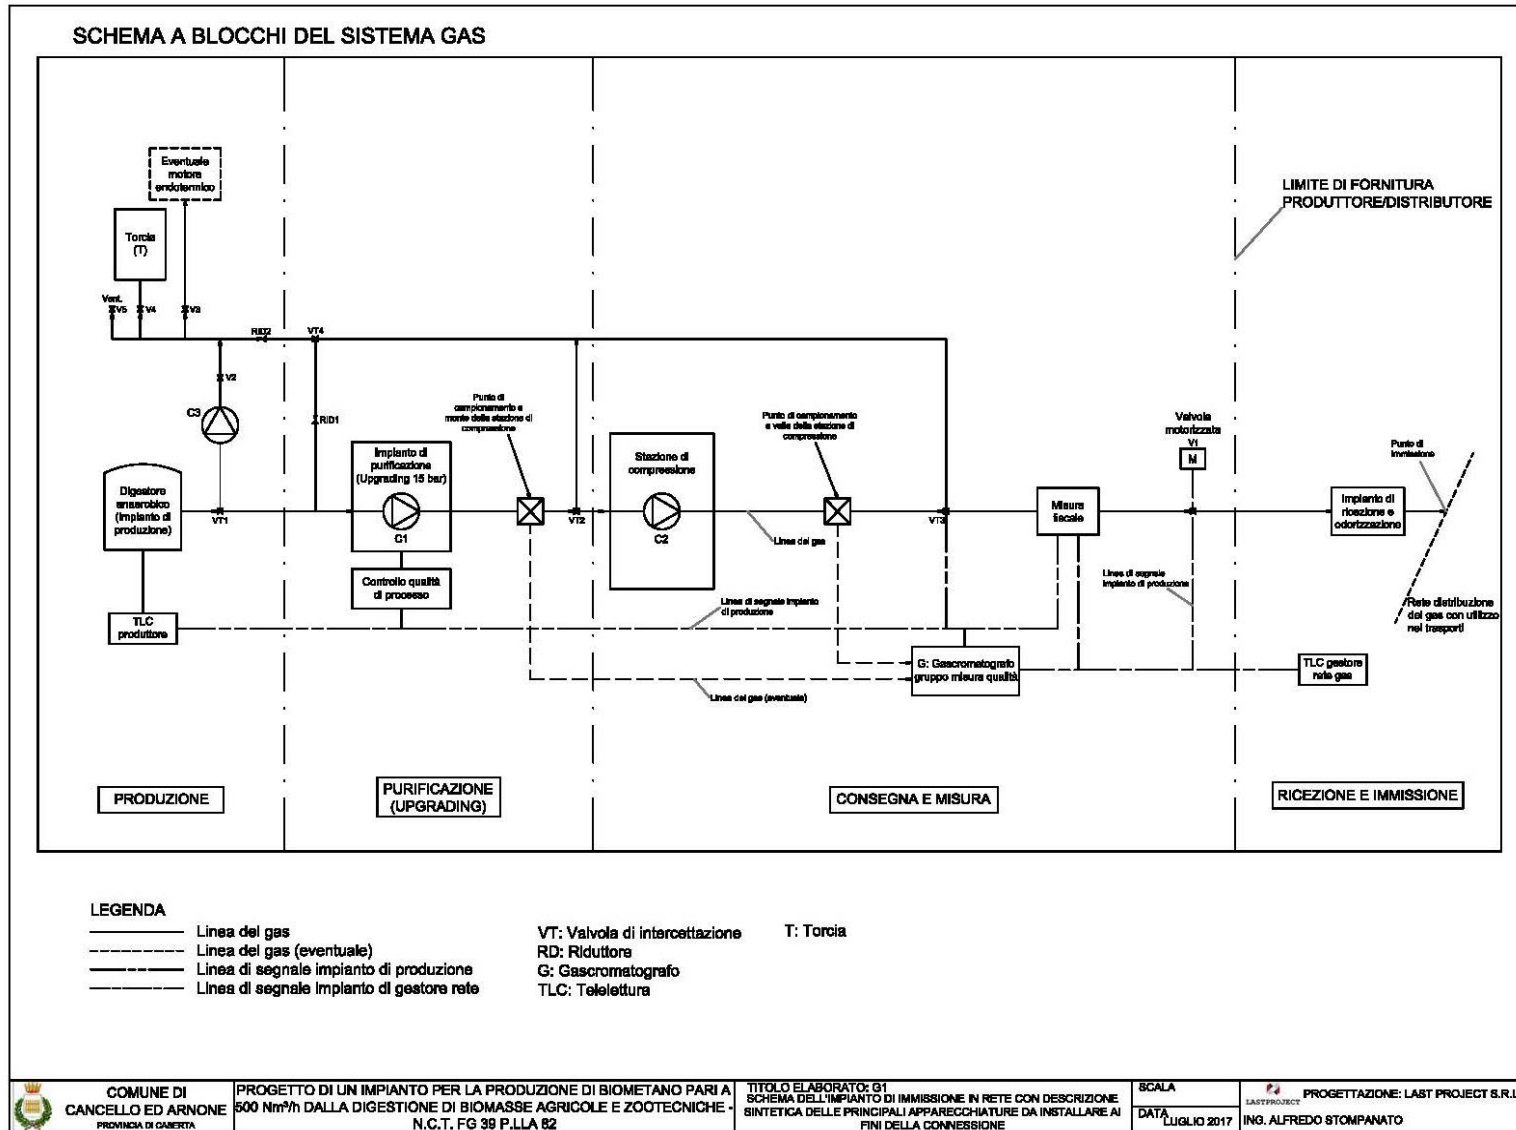 SCHEMA A BLOCCHI DEL SISTEMA GAS
LIMITE DI FORNITURA
PRODUTTORE/DISTRIBUTORE
Eventuale
motore
endotermico
Torcia
(T)
Vent.
V5
V4
V3
RID2
VT4
V2
C3
RID1
Digestore
anaerobico
(impianto di
produzione)
VT1
Impianto di
purificazione
(Upgrading 15 bar)
C1
Controllo qualità
di processo
TLC
produttore
Punto di
campionamento a
monte della stazione di
compressione
VT2
Stazione di
compressione
C2
Punto di campionamento
a valle della stazione di
compressione
Linea del gas
VT3
Misura
fiscale
Valvola
motorizzata
V1
M
Linea di segnale
impianto di produzione
Linea di segnale impianto
di produzione
G: Gascromatografo
gruppo misura qualità
Linea del gas (eventuale)
Impianto di
ricezione e
odorizzazione
Punto di
immissione
Rete distribuzione
del gas con utilizzo
nei trasporti
TLC gestore
rete gas
PRODUZIONE
PURIFICAZIONE
(UPGRADING)
CONSEGNA E MISURA
RICEZIONE E IMMISSIONE
LEGENDA
Linea del gas
Linea del gas (eventuale)
Linea di segnale impianto di produzione
Linea di segnale impianto di gestore rete
VT: Valvola di intercettazione
RD: Riduttore
G: Gascromatografo
TLC: Telelettura
T: Torcia
COMUNE DI
CANCELLO ED ARNONE
PROVINCIA DI CASERTA
PROGETTO DI UN IMPIANTO PER LA PRODUZIONE DI BIOMETANO PARI A
500 Nm³/h DALLA DIGESTIONE DI BIOMASSE AGRICOLE E ZOOTECNICHE -
N.C.T. FG 39 P.LLA 82
TITOLO ELABORATO: G1
SCHEMA DELL'IMPIANTO DI IMMISSIONE IN RETE CON DESCRIZIONE
SINTETICA DELLE PRINCIPALI APPARECCHIATURE DA INSTALLARE AI
FINI DELLA CONNESSIONE
SCALA
DATA
LUGLIO 2017
LASTPROJECT
PROGETTAZIONE: LAST PROJECT S.R.L
ING. ALFREDO STOMPANATO